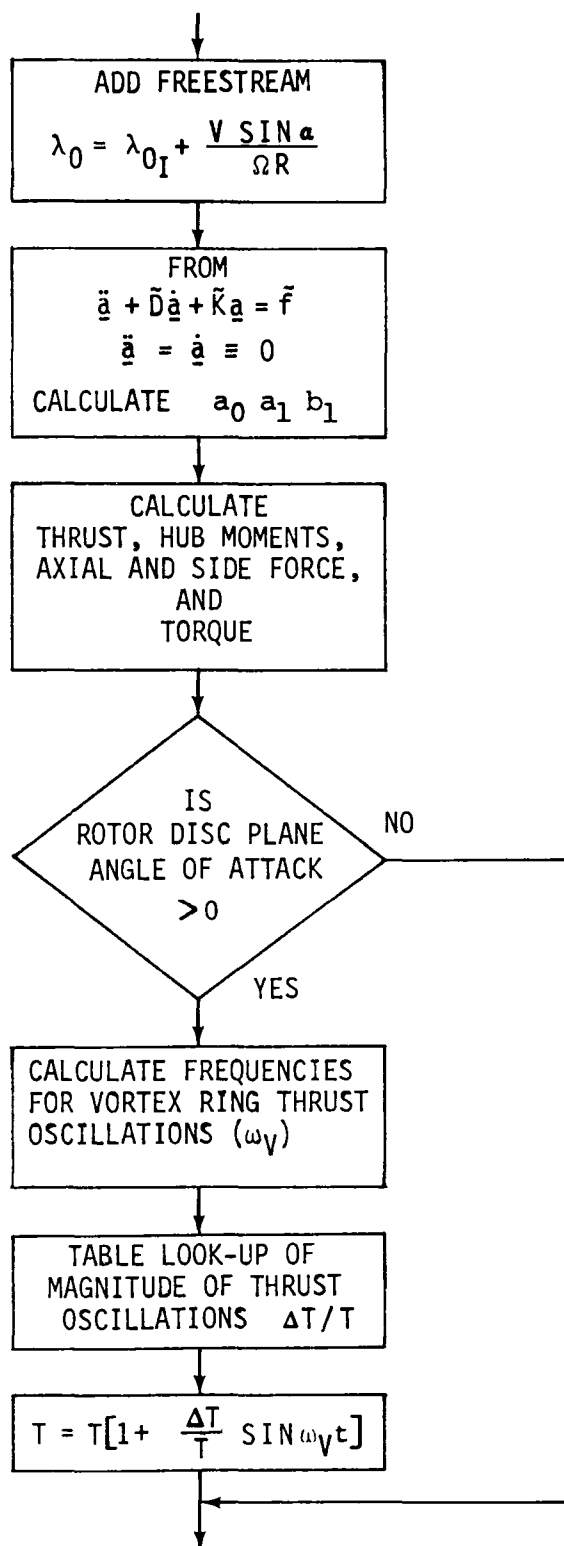 ADD FREESTREAM
λ₀ = λ₀I + V SIN α / ΩR
FROM
ä + D̃ȧ + K̃a = f̃
ä = ȧ ≡ 0
CALCULATE a₀ a₁ b₁
CALCULATE
THRUST, HUB MOMENTS,
AXIAL AND SIDE FORCE,
AND
TORQUE
IS
ROTOR DISC PLANE
ANGLE OF ATTACK
>0
NO
YES
CALCULATE FREQUENCIES
FOR VORTEX RING THRUST
OSCILLATIONS (ωV)
TABLE LOOK-UP OF
MAGNITUDE OF THRUST
OSCILLATIONS ΔT/T
T = T[1+ ΔT/T SIN ωVt]